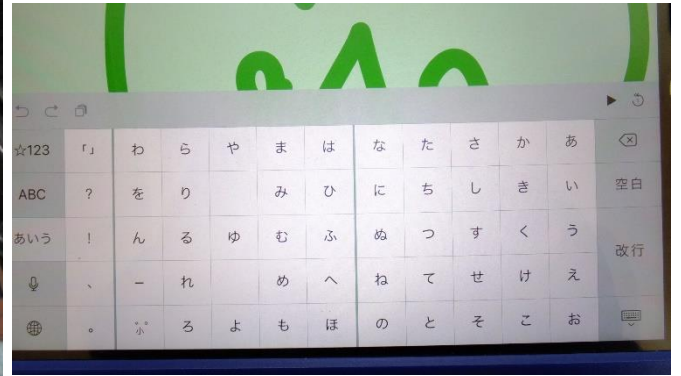 ☆123 「」 わ ら や ま は な た さ か あ
ABC ? を り み ひ に ち し き い 空白
あいう ! ん る ゆ む ふ ぬ つ す く う
改行
、 ー れ め へ ね て せ け え
。 ゛゜小 ろ よ も ほ の と そ こ お